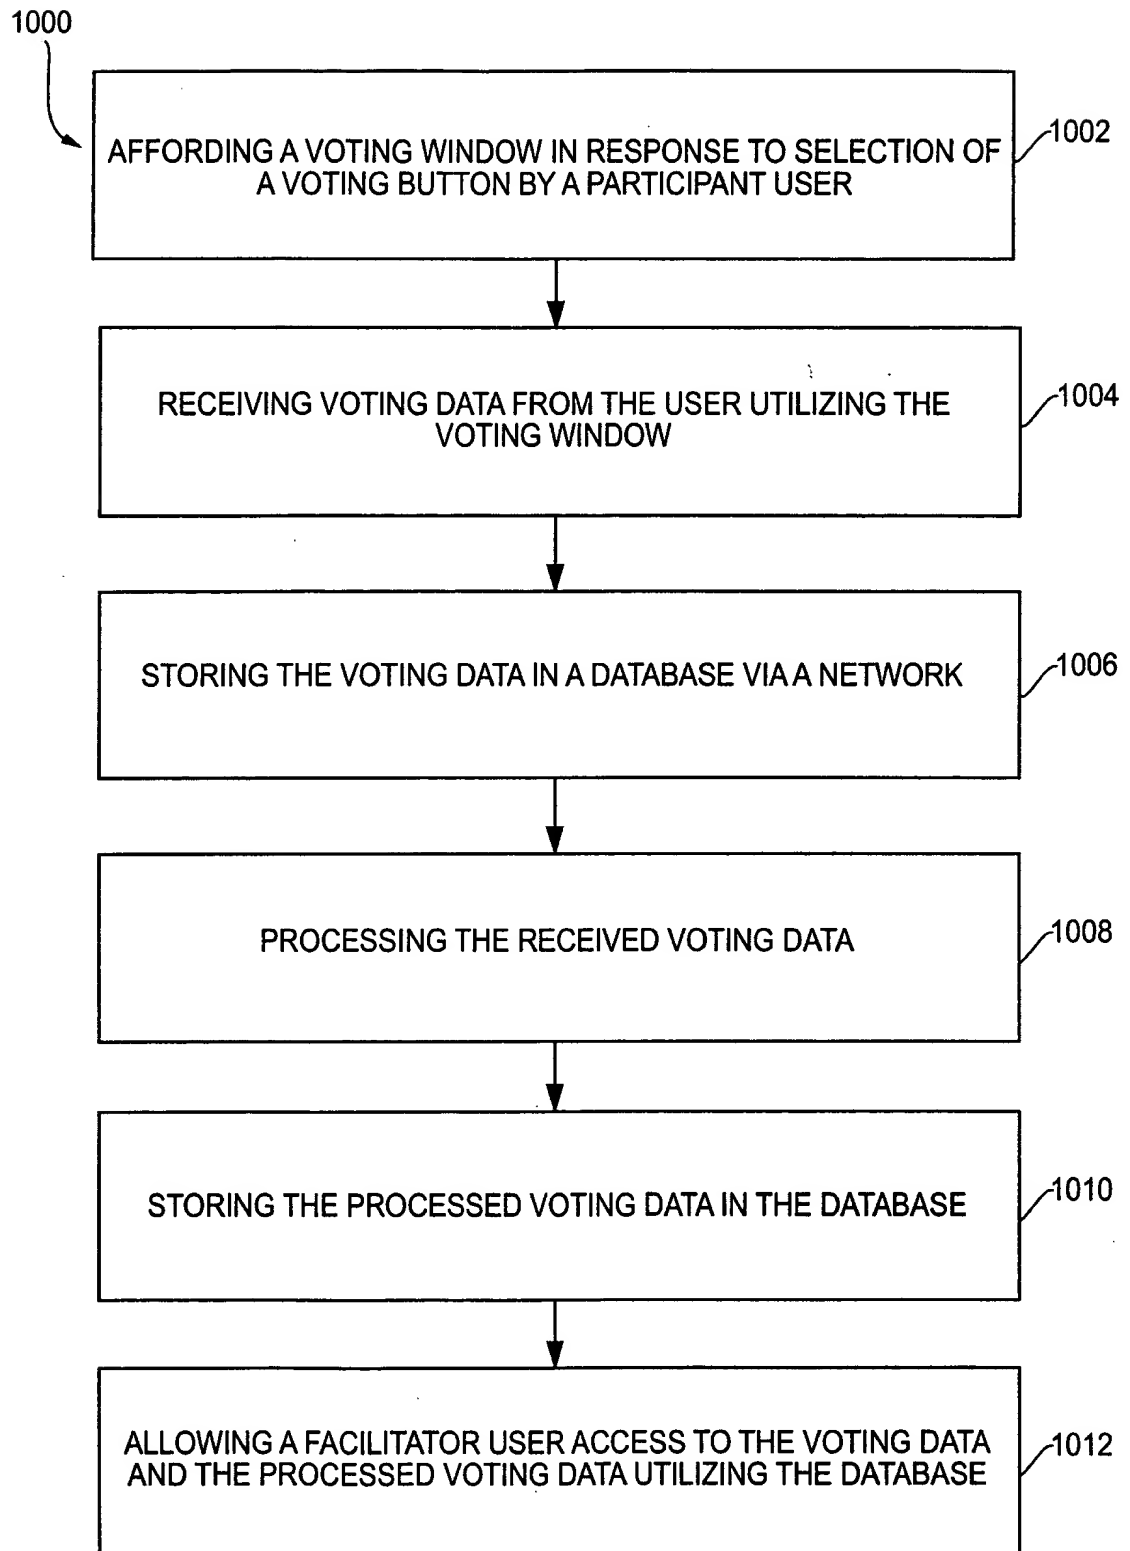 1000
AFFORDING A VOTING WINDOW IN RESPONSE TO SELECTION OF
A VOTING BUTTON BY A PARTICIPANT USER
1002
RECEIVING VOTING DATA FROM THE USER UTILIZING THE
VOTING WINDOW
1004
STORING THE VOTING DATA IN A DATABASE VIA A NETWORK
1006
PROCESSING THE RECEIVED VOTING DATA
1008
STORING THE PROCESSED VOTING DATA IN THE DATABASE
1010
ALLOWING A FACILITATOR USER ACCESS TO THE VOTING DATA
AND THE PROCESSED VOTING DATA UTILIZING THE DATABASE
1012